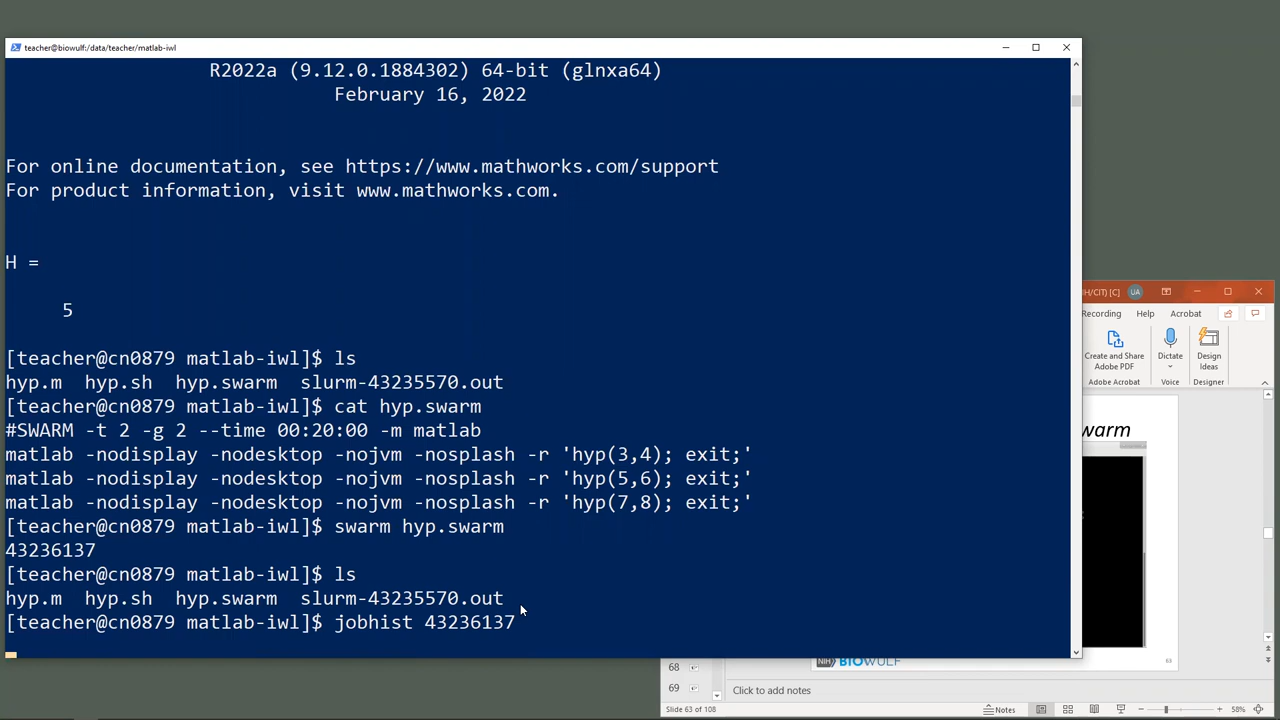 teacher@biowulf:/data/teacher/matlab-iwl
R2022a (9.12.0.1884302) 64-bit (glnxa64)
February 16, 2022
For online documentation, see https://www.mathworks.com/support
For product information, visit www.mathworks.com.
H =
5
[teacher@cn0879 matlab-iwl]$ ls
hyp.m  hyp.sh  hyp.swarm  slurm-43235570.out
[teacher@cn0879 matlab-iwl]$ cat hyp.swarm
#SWARM -t 2 -g 2 --time 00:20:00 -m matlab
matlab -nodisplay -nodesktop -nojvm -nosplash -r 'hyp(3,4); exit;'
matlab -nodisplay -nodesktop -nojvm -nosplash -r 'hyp(5,6); exit;'
matlab -nodisplay -nodesktop -nojvm -nosplash -r 'hyp(7,8); exit;'
[teacher@cn0879 matlab-iwl]$ swarm hyp.swarm
43236137
[teacher@cn0879 matlab-iwl]$ ls
hyp.m  hyp.sh  hyp.swarm  slurm-43235570.out
[teacher@cn0879 matlab-iwl]$ jobhist 43236137
IH/CIT) [C] UA
Recording Help Acrobat
Create and Share Adobe PDF
Dictate
Design Ideas
Adobe Acrobat Voice Designer
warm
NIH BIOWULF
63
68
69
Click to add notes
Slide 63 of 108
Notes
58%